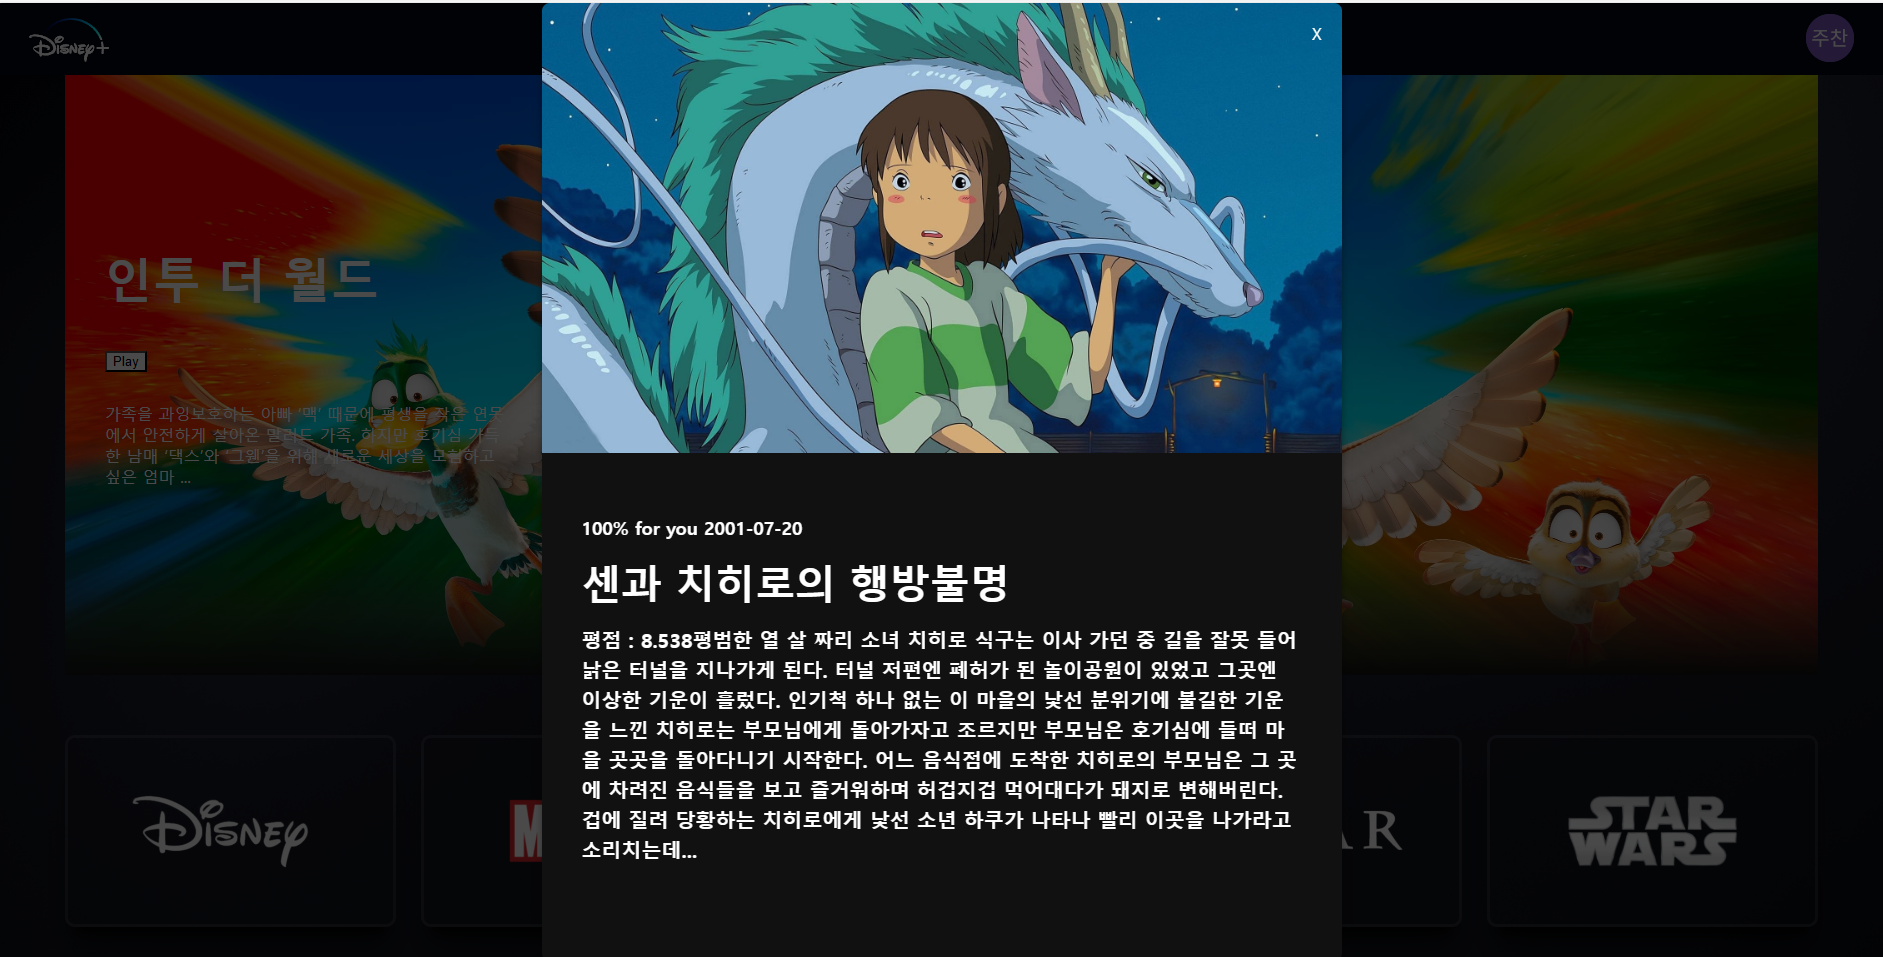 Disney+
X
주찬
인투 더 월드
Play
가족을 과잉보호하는 아빠 ‘맥’ 때문에 평생을 작은 연못
에서 안전하게 살아온 말러드 가족. 하지만 호기심 가득
한 남매 ‘댁스’와 ‘그웬’을 위해 새로운 세상을 모험하고
싶은 엄마 ...
100% for you 2001-07-20
센과 치히로의 행방불명
평점 : 8.538평범한 열 살 짜리 소녀 치히로 식구는 이사 가던 중 길을 잘못 들어
낡은 터널을 지나가게 된다. 터널 저편엔 폐허가 된 놀이공원이 있었고 그곳엔
이상한 기운이 흘렀다. 인기척 하나 없는 이 마을의 낯선 분위기에 불길한 기운
을 느낀 치히로는 부모님에게 돌아가자고 조르지만 부모님은 호기심에 들떠 마
을 곳곳을 돌아다니기 시작한다. 어느 음식점에 도착한 치히로의 부모님은 그 곳
에 차려진 음식들을 보고 즐거워하며 허겁지겁 먹어대다가 돼지로 변해버린다.
겁에 질려 당황하는 치히로에게 낯선 소년 하쿠가 나타나 빨리 이곳을 나가라고
소리치는데...
Disney
STAR
WARS